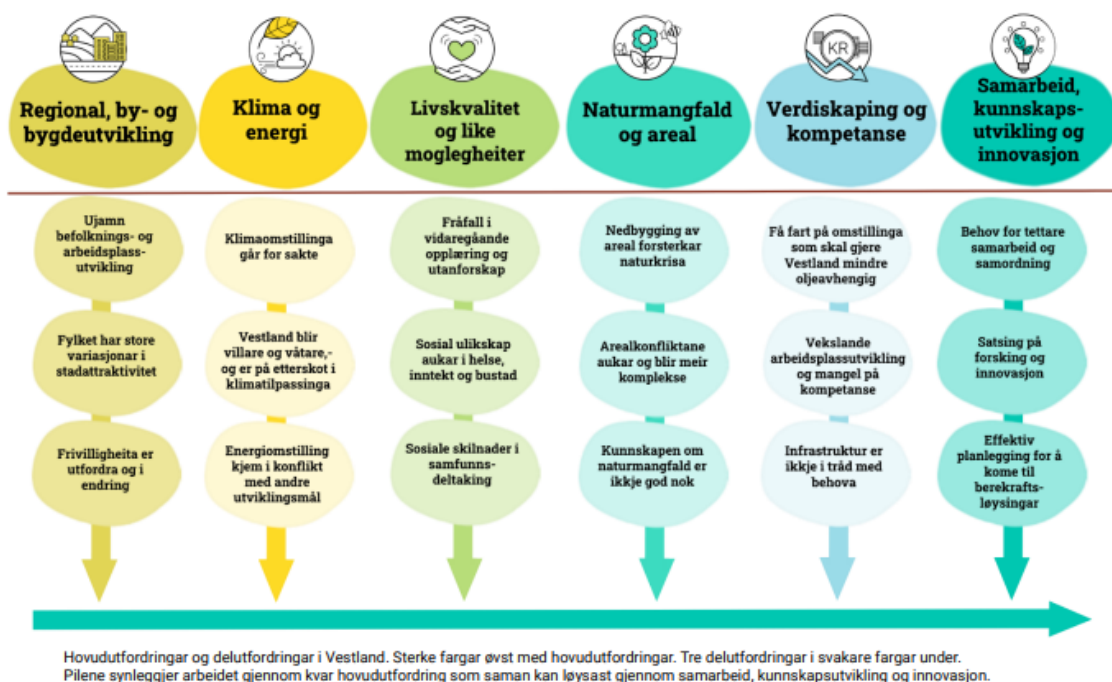 Regional, by- og
bygdeutvikling
Klima og
energi
Livskvalitet
og like
moglegheiter
Naturmangfald
og areal
KR
Verdiskaping og
kompetanse
Samarbeid,
kunnskaps-
utvikling og
innovasjon
Ujamn
befolknings- og
arbeidsplass-
utvikling
Klimaomstillinga
går for sakte
Fråfall i
vidaregåande
opplæring og
utanforskap
Nedbygging av
areal forsterkar
naturkrisa
Få fart på omstillinga
som skal gjere
Vestland mindre
oljeavhengig
Behov for tettare
samarbeid og
samordning
Fylket har store
variasjonar i
stadattraktivitet
Vestland blir
villare og våtare,-
og er på etterskot i
klimatilpassinga
Sosial ulikskap
aukar i helse,
inntekt og bustad
Arealkonfliktane
aukar og blir meir
komplekse
Vekslande
arbeidsplassutvikling
og mangel på
kompetanse
Satsing på
forsking og
innovasjon
Frivilligheita er
utfordra og i
endring
Energiomstilling
kjem i konflikt
med andre
utviklingsmål
Sosiale skilnader i
samfunns-
deltaking
Kunnskapen om
naturmangfald er
ikkje god nok
Infrastruktur er
ikkje i tråd med
behova
Effektiv
planlegging for å
kome til
berekrafts-
løysingar
Hovudutfordringar og delutfordringar i Vestland. Sterke fargar øvst med hovudutfordringar. Tre delutfordringar i svakare fargar under.
Pilene synleggjer arbeidet gjennom kvar hovudutfordring som saman kan løysast gjennom samarbeid, kunnskapsutvikling og innovasjon.